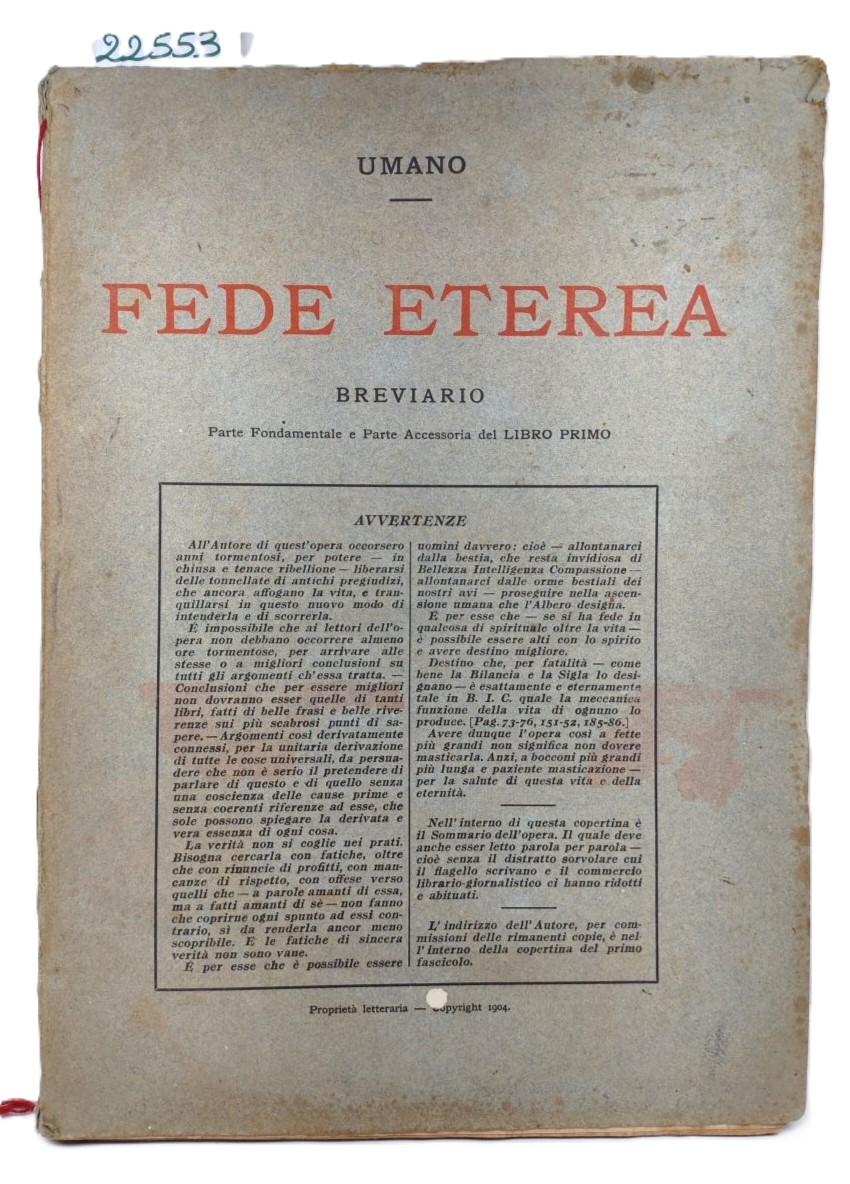 22553
UMANO
FEDE ETEREA
BREVIARIO
Parte Fondamentale e Parte Accessoria del LIBRO PRIMO
AVVERTENZE
All'Autore di quest'opera occorsero
anni tormentosi, per potere — in
chiusa e tenace ribellione — liberarsi
delle tonnellate di antichi pregiudizi,
che ancora affogano la vita, e tran-
quillarsi in questo nuovo modo di
intenderla e di scorrerla.
È impossibile che ai lettori dell'o-
pera non debbano occorrere almeno
ore tormentose, per arrivare alle
stesse o a migliori conclusioni su
tutti gli argomenti ch'essa tratta. —
Conclusioni che per essere migliori
non dovranno esser quelle di tanti
libri, fatti di belle frasi e belle rive-
renze sui più scabrosi punti di sa-
pere. — Argomenti così derivatamente
connessi, per la unitaria derivazione
di tutte le cose universali, da persua-
dere che non è serio il pretendere di
parlare di questo e di quello senza
una coscienza delle cause prime e
senza coerenti riferenze ad esse, che
sole possono spiegare la derivata e
vera essenza di ogni cosa.
La verità non si coglie nei prati.
Bisogna cercarla con fatiche, oltre
che con rinuncie di profitti, con man-
canze di rispetto, con offese verso
quelli che — a parole amanti di essa,
ma a fatti amanti di sè — non fanno
che coprirne ogni spunto ad essi con-
trario, sì da renderla ancor meno
scopribile. E le fatiche di sincera
verità non sono vane.
È per esse che è possibile essere
uomini davvero; cioè — allontanarci
dalla bestia, che resta invidiosa di
Bellezza Intelligenza Compassione —
allontanarci dalle orme bestiali dei
nostri avi — proseguire nella ascen-
sione umana che l'Albero designa.
È per esse che — se si ha fede in
qualcosa di spirituale oltre la vita —
è possibile essere alti con lo spirito
e avere destino migliore.
Destino che, per fatalità — come
bene la Bilancia e la Sigla lo desi-
gnano — è esattamente e eternamente
tale in B. I. C. quale la meccanica
funzione della vita di ognuno lo
produce. [Pag. 73-76, 151-52, 185-86.]
Avere dunque l'opera così a fette
più grandi non significa non dovere
masticarla. Anzi, a bocconi più grandi
più lunga e paziente masticazione —
per la salute di questa vita e della
eternità.
Nell'interno di questa copertina è
il Sommario dell'opera. Il quale deve
anche esser letto parola per parola —
cioè senza il distratto sorvolare cui
il flagello scrivano e il commercio
librario-giornalistico ci hanno ridotti
e abituati.
L'indirizzo dell'Autore, per com-
missioni delle rimanenti copie, è nel-
l'interno della copertina del primo
fascicolo.
Proprietà letteraria — Copyright 1904.